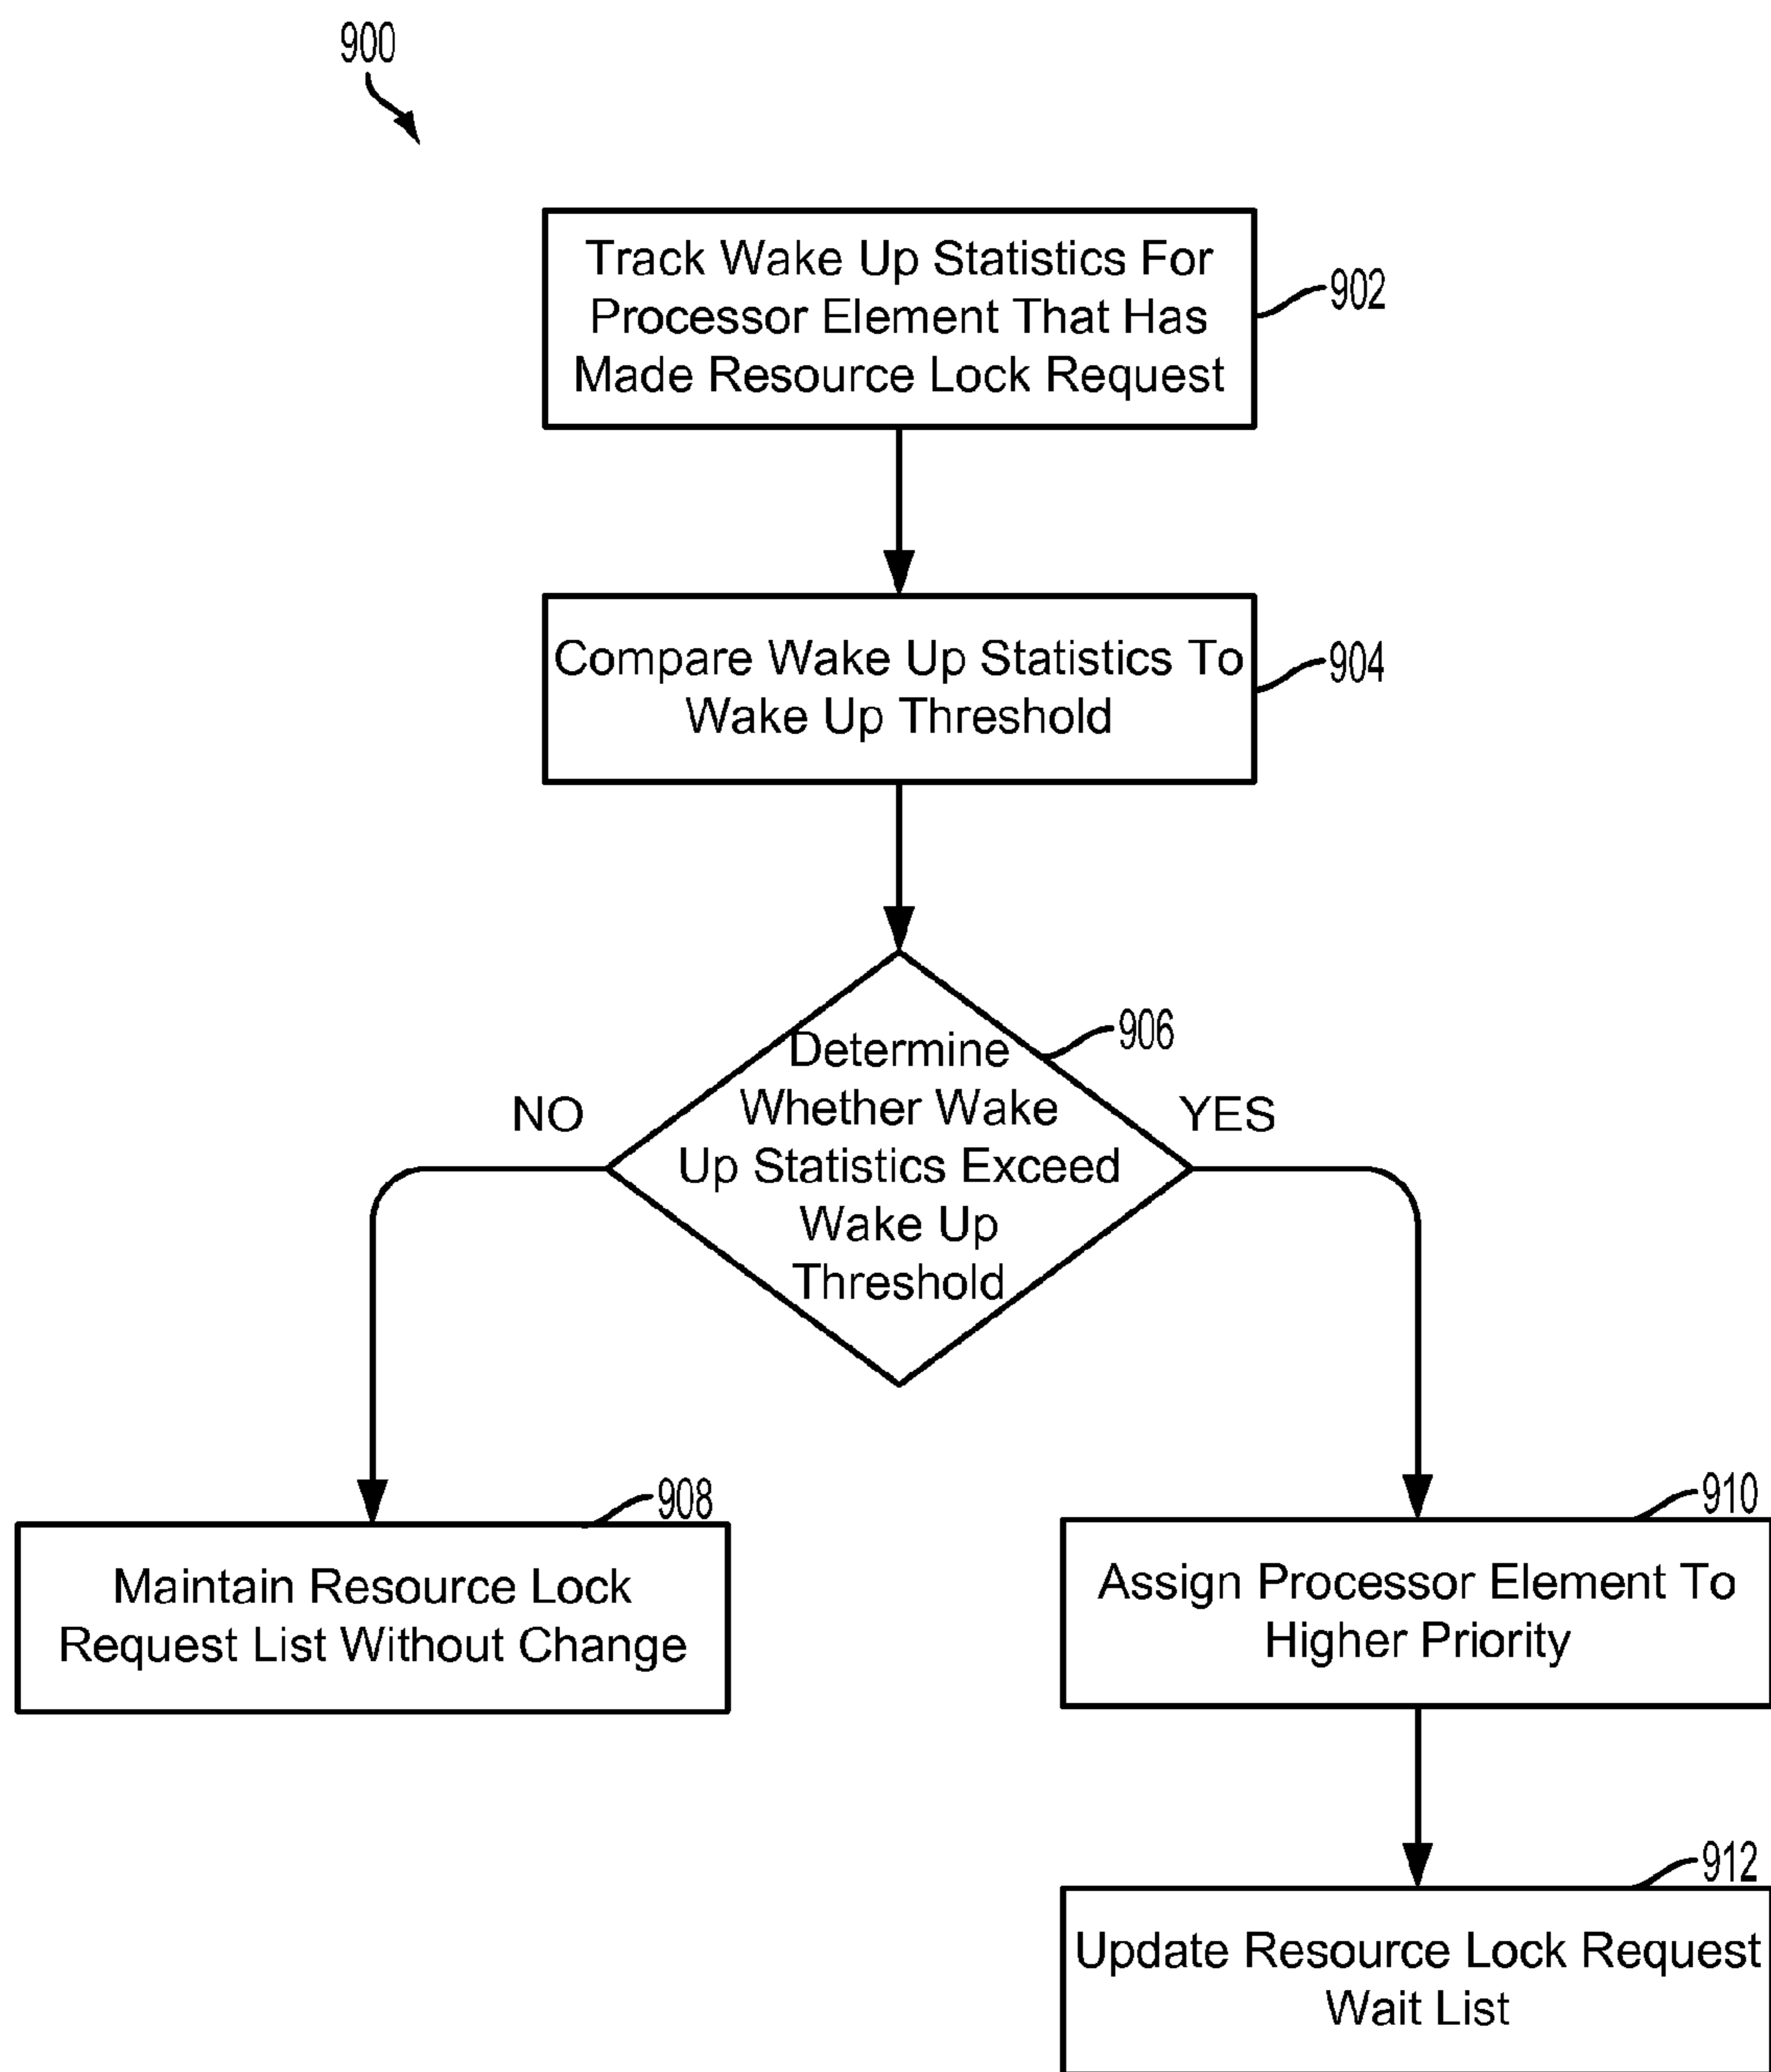 900
Track Wake Up Statistics For
Processor Element That Has
Made Resource Lock Request
902
Compare Wake Up Statistics To
Wake Up Threshold
904
Determine
Whether Wake
Up Statistics Exceed
Wake Up
Threshold
906
NO
YES
908
Maintain Resource Lock
Request List Without Change
910
Assign Processor Element To
Higher Priority
912
Update Resource Lock Request
Wait List